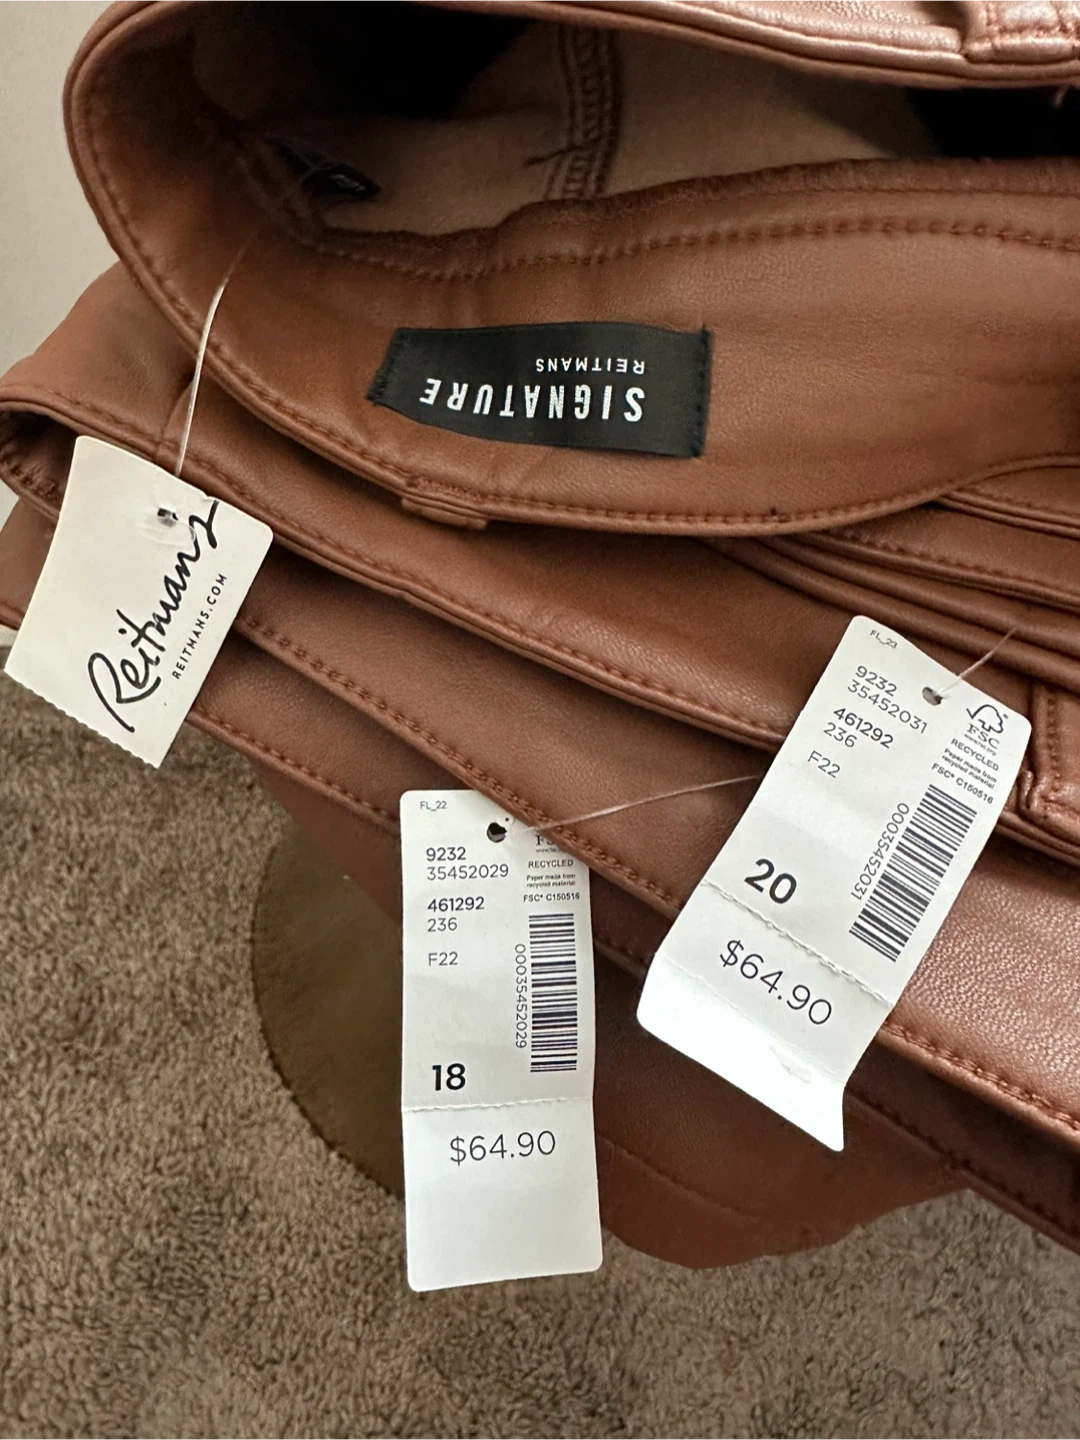 SIGNATURE
REITMANS
Reitmans
REITMANS.COM
FL_22
9232
35452029
461292
236
F22
RECYCLED
Paper made from
recycled material
FSC® C150516
00035452029
18
$64.90
FL_23
9232
35452031
461292
236
F22
FSC
RECYCLED
Paper made from
recycled material
FSC® C150516
00035452031
20
$64.90